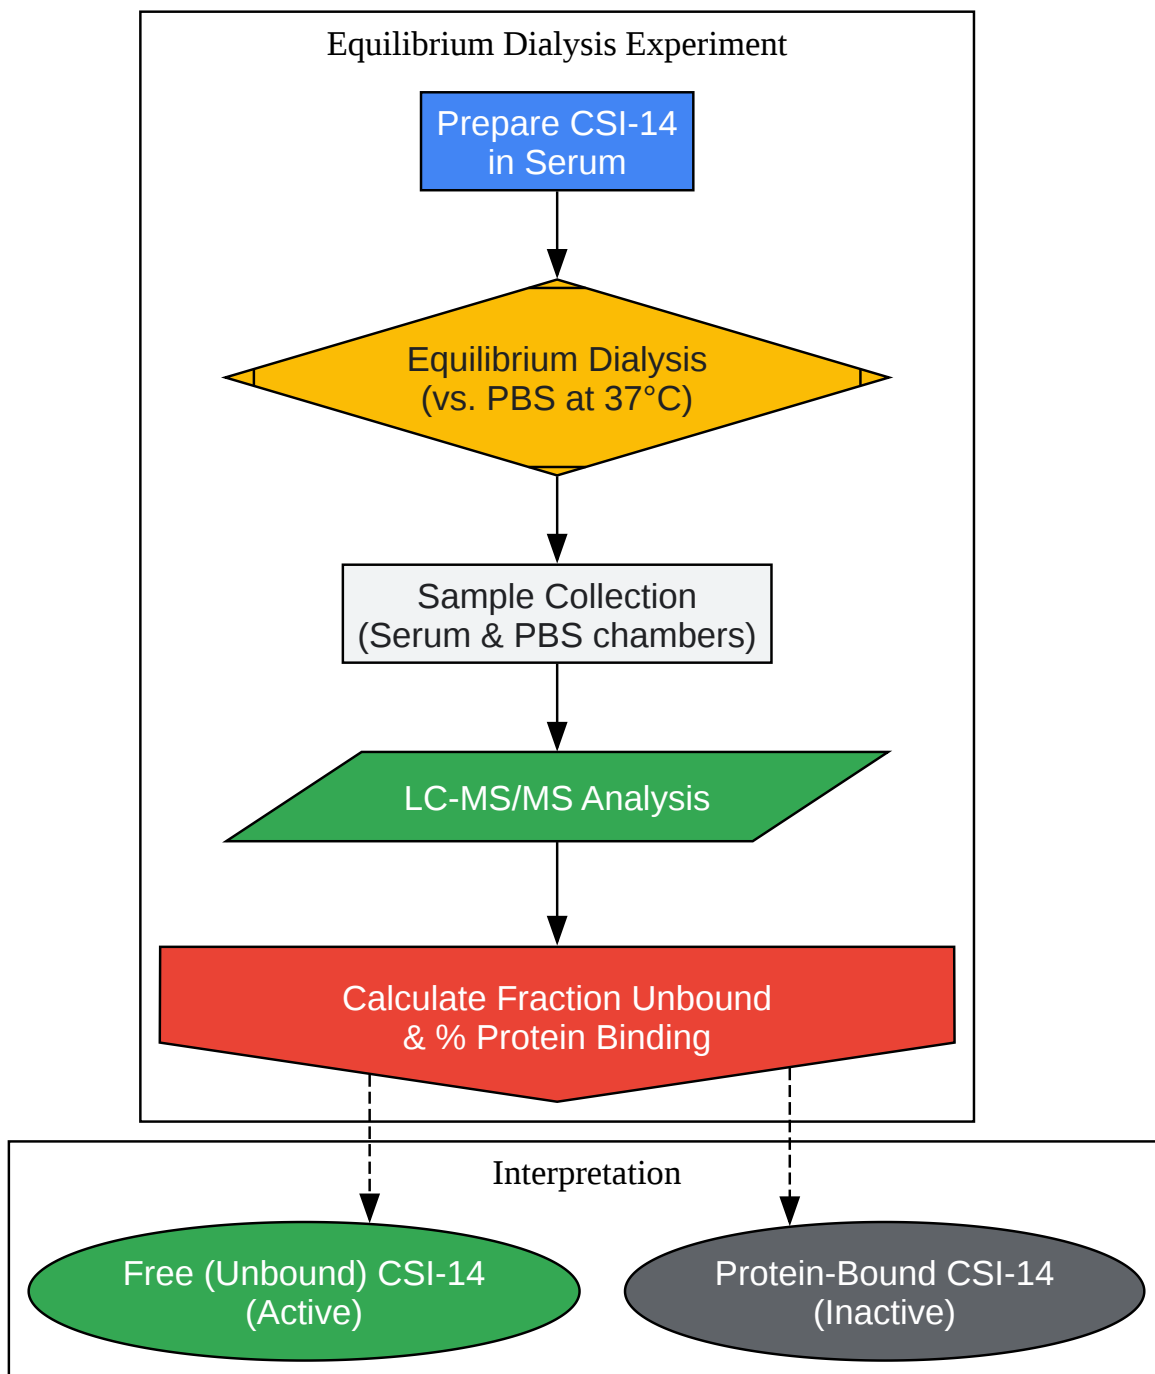 Equilibrium Dialysis Experiment
Prepare CSI-14
in Serum
Equilibrium Dialysis
(vs. PBS at 37°C)
Sample Collection
(Serum & PBS chambers)
LC-MS/MS Analysis
Calculate Fraction Unbound
& % Protein Binding
Interpretation
Free (Unbound) CSI-14
(Active)
Protein-Bound CSI-14
(Inactive)